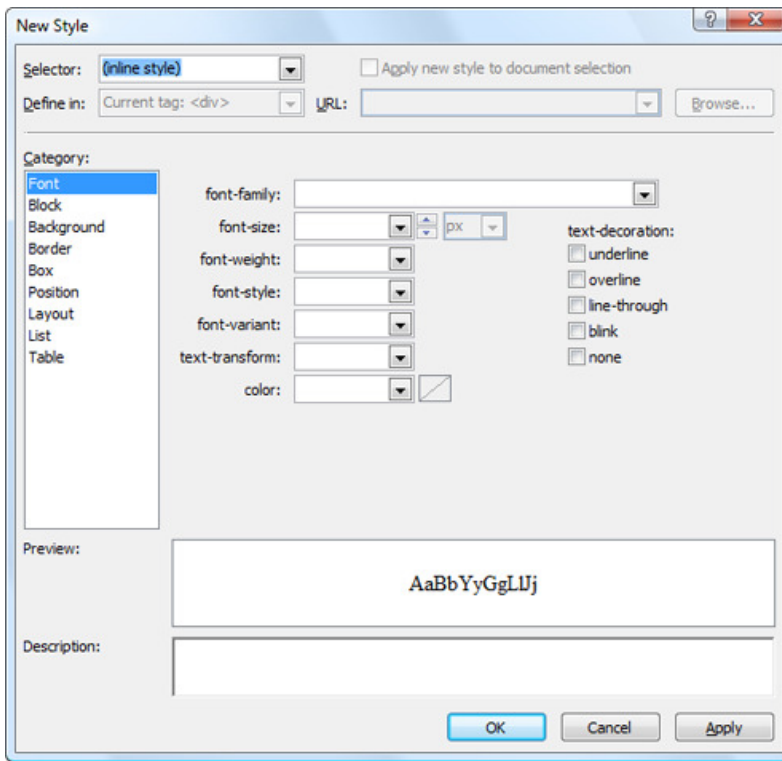 New Style
?
Selector: (inline style) Apply new style to document selection
Define in: Current tag: <div> URL: Browse...
Category:
Font
Block
Background
Border
Box
Position
Layout
List
Table
font-family:
font-size: px
font-weight:
font-style:
font-variant:
text-transform:
color:
text-decoration:
underline
overline
line-through
blink
none
Preview:
AaBbYyGgLlJj
Description:
OK Cancel Apply